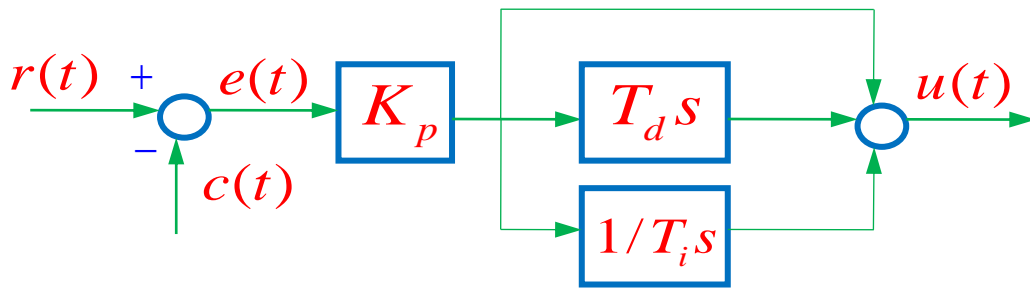 r(t)
+
−
e(t)
c(t)
K_p
T_d s
1/T_i s
u(t)